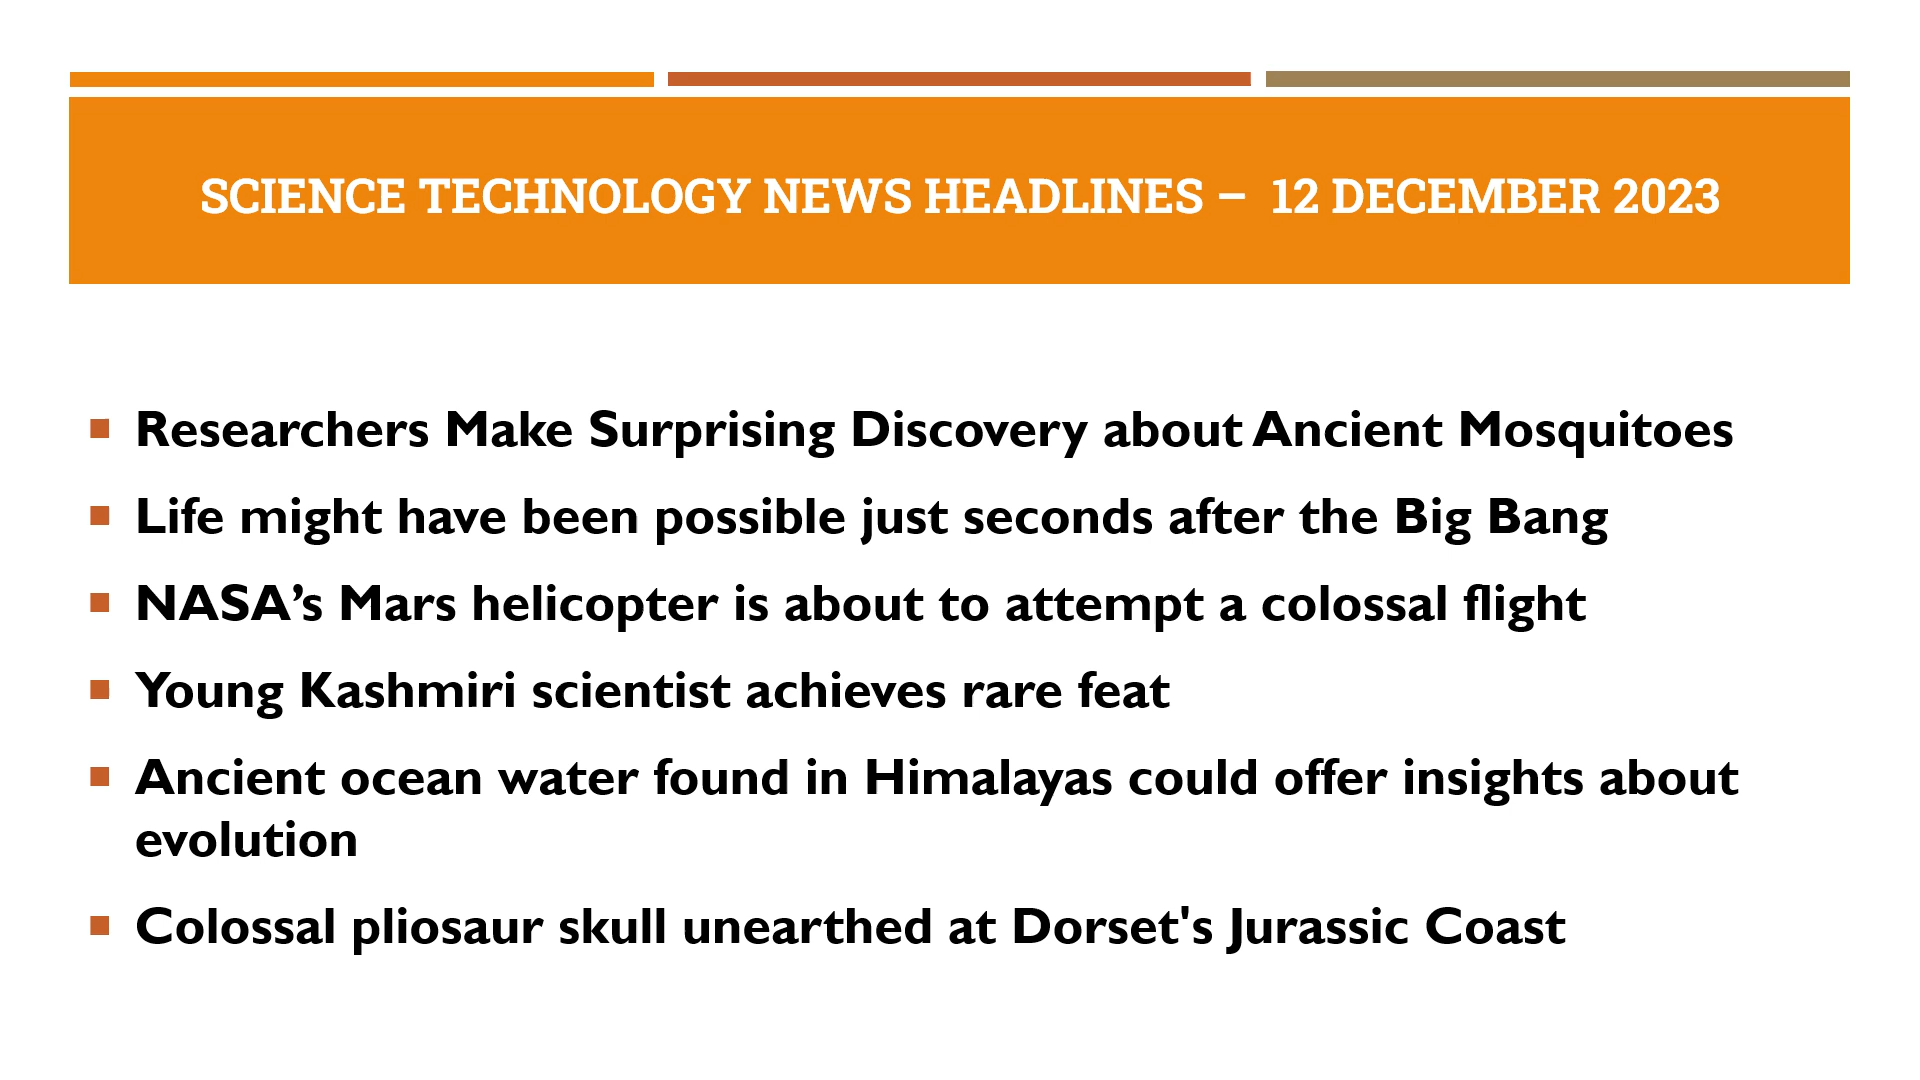 SCIENCE TECHNOLOGY NEWS HEADLINES – 12 DECEMBER 2023
Researchers Make Surprising Discovery about Ancient Mosquitoes
Life might have been possible just seconds after the Big Bang
NASA’s Mars helicopter is about to attempt a colossal flight
Young Kashmiri scientist achieves rare feat
Ancient ocean water found in Himalayas could offer insights about
evolution
Colossal pliosaur skull unearthed at Dorset's Jurassic Coast